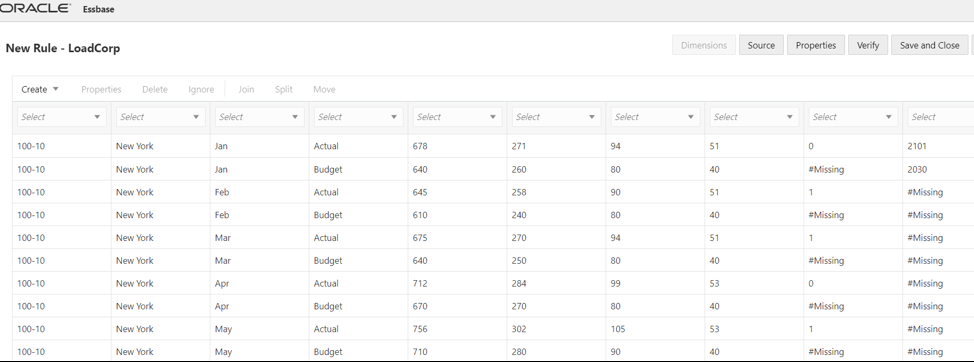 ORACLE Essbase
New Rule - LoadCorp
Dimensions Source Properties Verify Save and Close
Create Properties Delete Ignore Join Split Move
Select Select Select Select Select Select Select Select Select Select
100-10 New York Jan Actual 678 271 94 51 0 2101
100-10 New York Jan Budget 640 260 80 40 #Missing 2030
100-10 New York Feb Actual 645 258 90 51 1 #Missing
100-10 New York Feb Budget 610 240 80 40 #Missing #Missing
100-10 New York Mar Actual 675 270 94 51 1 #Missing
100-10 New York Mar Budget 640 250 80 40 #Missing #Missing
100-10 New York Apr Actual 712 284 99 53 0 #Missing
100-10 New York Apr Budget 670 270 80 40 #Missing #Missing
100-10 New York May Actual 756 302 105 53 1 #Missing
100-10 New York May Budget 710 280 90 40 #Missing #Missing